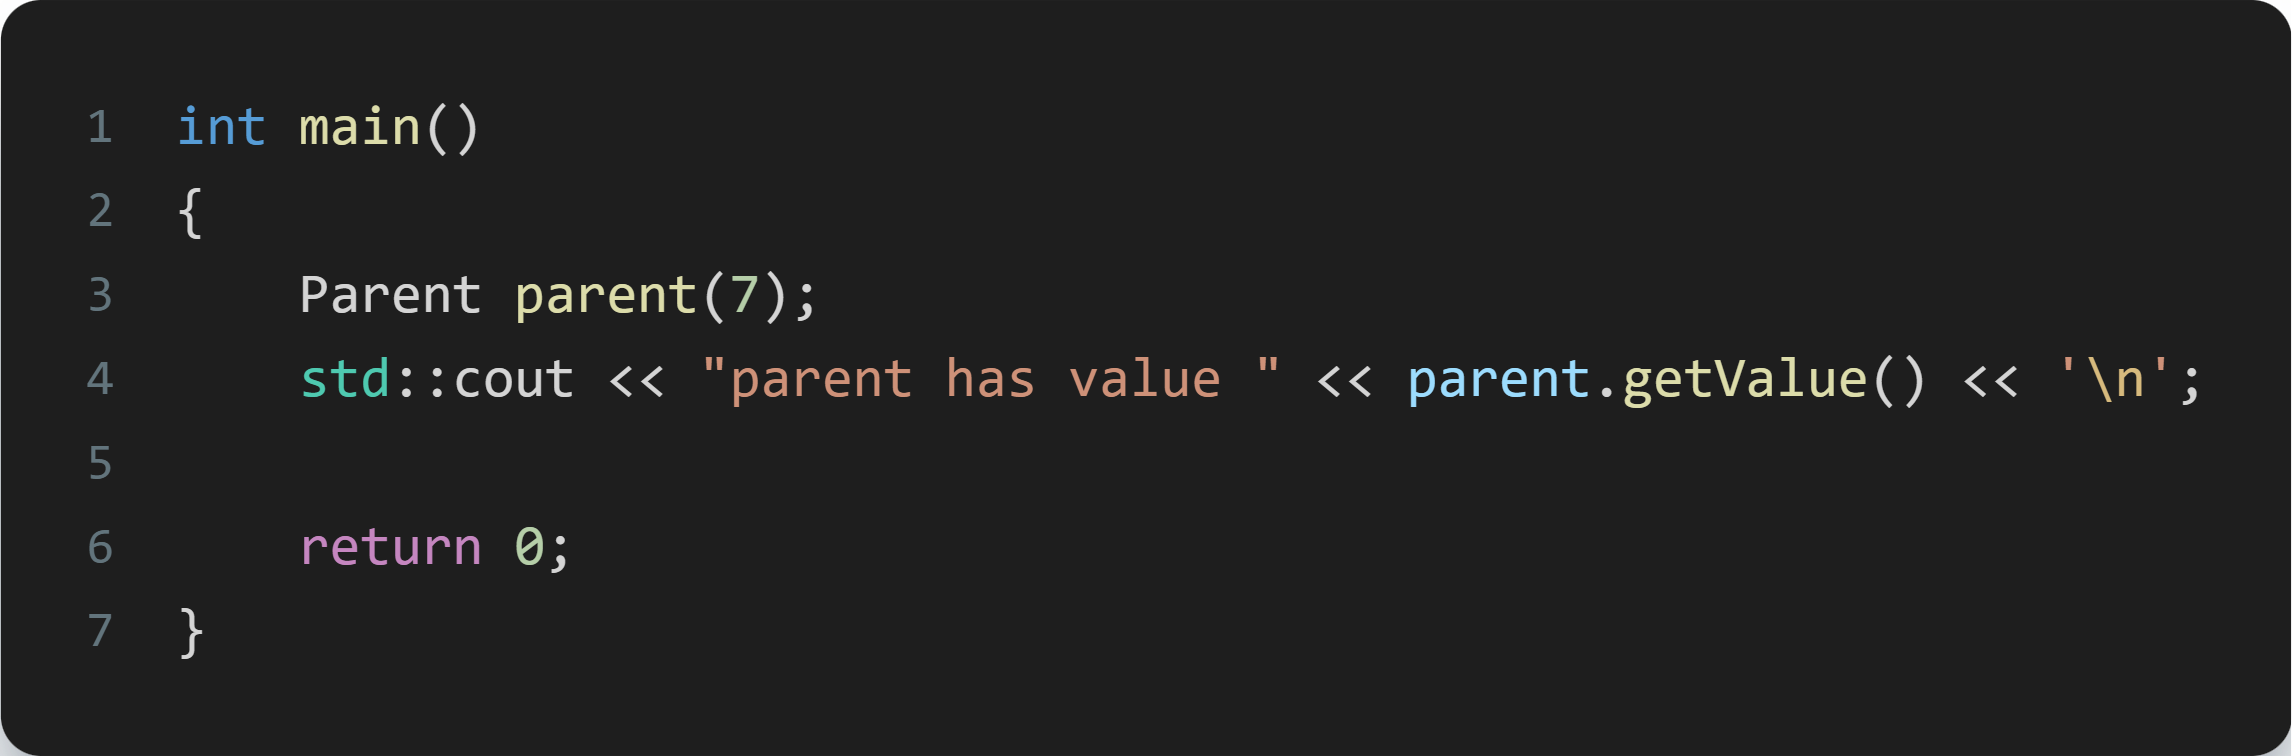 1 int main()
2 {
3     Parent parent(7);
4     std::cout << "parent has value " << parent.getValue() << '\n';
5
6     return 0;
7 }